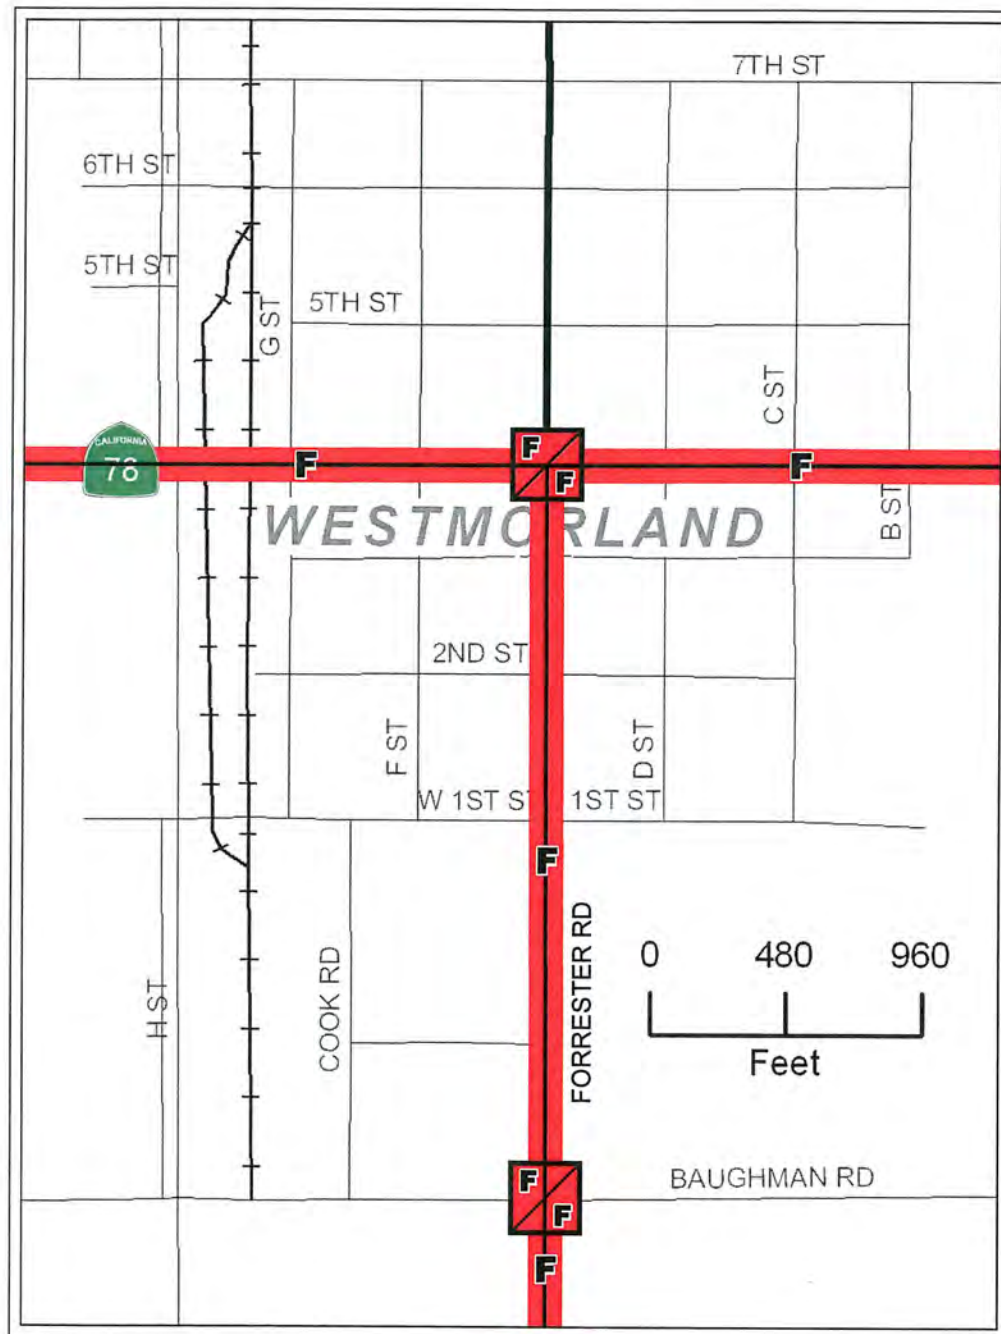 7TH ST
6TH ST
5TH ST
G ST
5TH ST
C ST
CALIFORNIA
78
F
F
F
F
B ST
WESTMORLAND
2ND ST
F ST
D ST
W 1ST ST
1ST ST
F
H ST
COOK RD
FORRESTER RD
0 480 960
Feet
BAUGHMAN RD
F
F
F